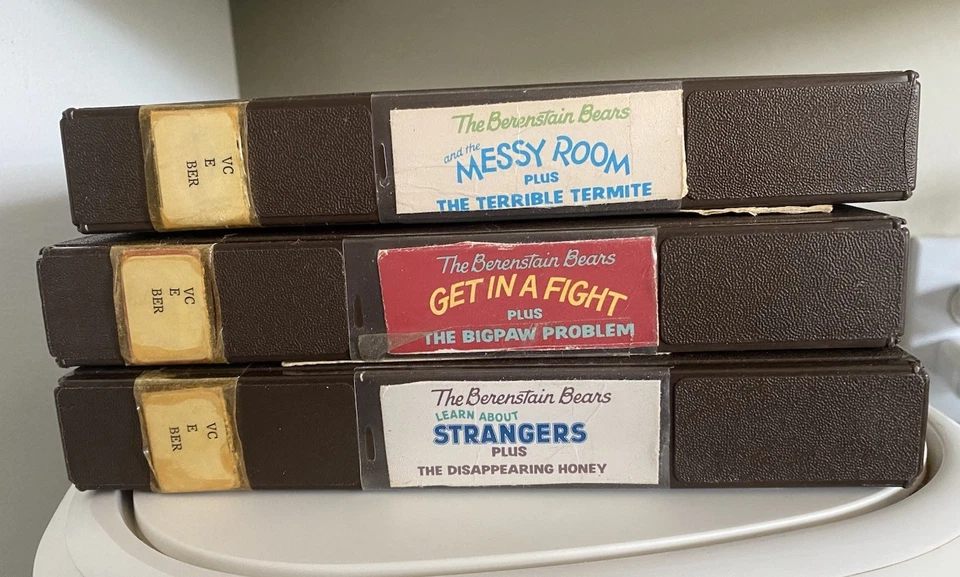 VC
E
BER
The Berenstain Bears
and the
MESSY ROOM
PLUS
THE TERRIBLE TERMITE
VC
E
BER
The Berenstain Bears
GET IN A FIGHT
PLUS
THE BIGPAW PROBLEM
VC
E
BER
The Berenstain Bears
LEARN ABOUT
STRANGERS
PLUS
THE DISAPPEARING HONEY